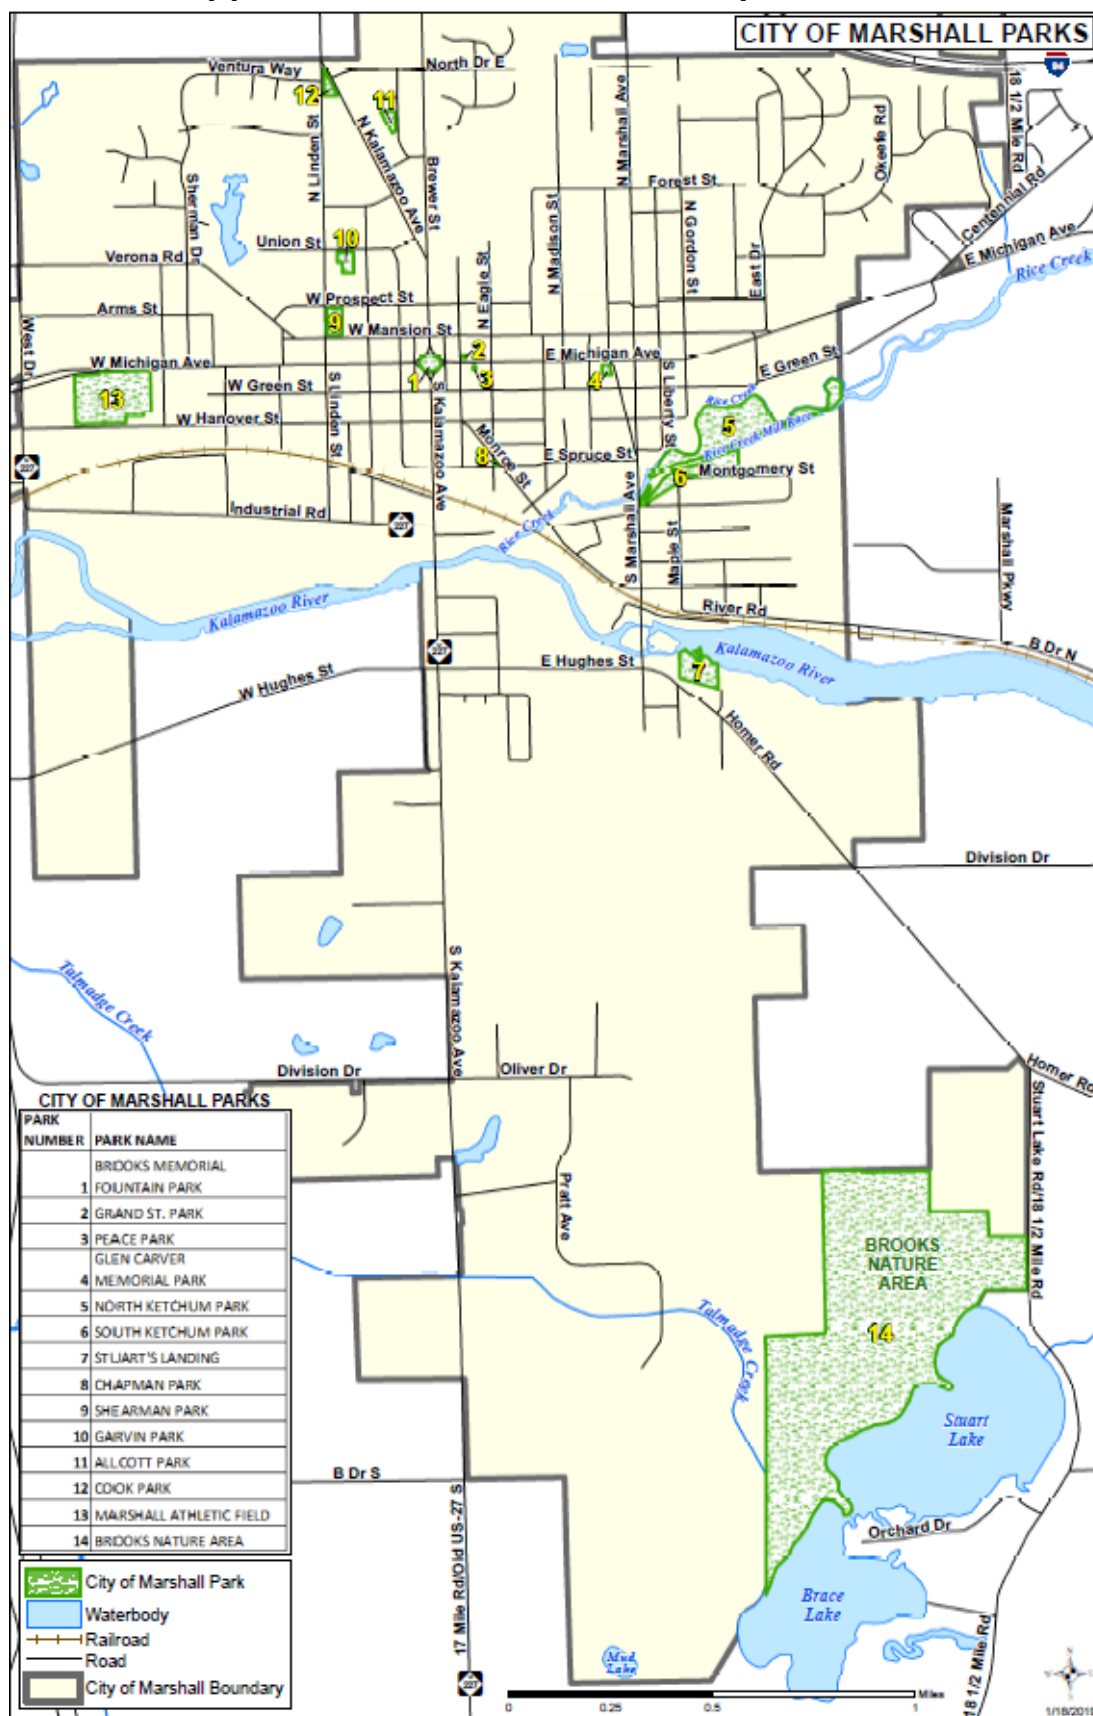 CITY OF MARSHALL PARKS
94
Ventura Way
North Dr E
12
11
N Linden St
N Kalamazoo Ave
Brewer St
N Marshall Ave
18 1/2 Mile Rd
Okeefe Rd
Centennial Rd
E Michigan Ave
Rice Creek
Sherman Dr
Forest St
N Madison St
N Gordon St
East Dr
Union St
10
Verona Rd
N Eagle St
W Prospect St
Arms St
9
W Mansion St
West Dr
W Michigan Ave
2
E Michigan Ave
1
3
4
E Green St
W Green St
13
S Linden St
S Kalamazoo Ave
S Liberty St
Rice Creek
5
Rice Creek Mill Race
W Hanover St
Monroe St
8
E Spruce St
6
Montgomery St
227
Industrial Rd
227
Rice Creek
S Marshall Ave
Maple St
Marshall Pkwy
Kalamazoo River
River Rd
B Dr N
227
E Hughes St
7
Kalamazoo River
W Hughes St
Homer Rd
Division Dr
Talmadge Creek
S Kalamazoo Ave
Division Dr
Oliver Dr
Homer Rd
Stuart Lake Rd/18 1/2 Mile Rd
Pratt Ave
BROOKS
NATURE
AREA
14
Talmadge Creek
Stuart
Lake
B Dr S
17 Mile Rd/Old US-27 S
Orchard Dr
Brace
Lake
Mud
Lake
18 1/2 Mile Rd
227
CITY OF MARSHALL PARKS
PARK
NUMBER PARK NAME
BROOKS MEMORIAL
1 FOUNTAIN PARK
2 GRAND ST. PARK
3 PEACE PARK
GLEN CARVER
4 MEMORIAL PARK
5 NORTH KETCHUM PARK
6 SOUTH KETCHUM PARK
7 STUART'S LANDING
8 CHAPMAN PARK
9 SHEARMAN PARK
10 GARVIN PARK
11 ALLCOTT PARK
12 COOK PARK
13 MARSHALL ATHLETIC FIELD
14 BROOKS NATURE AREA
City of Marshall Park
Waterbody
Railroad
Road
City of Marshall Boundary
0 0.25 0.5 1 Miles